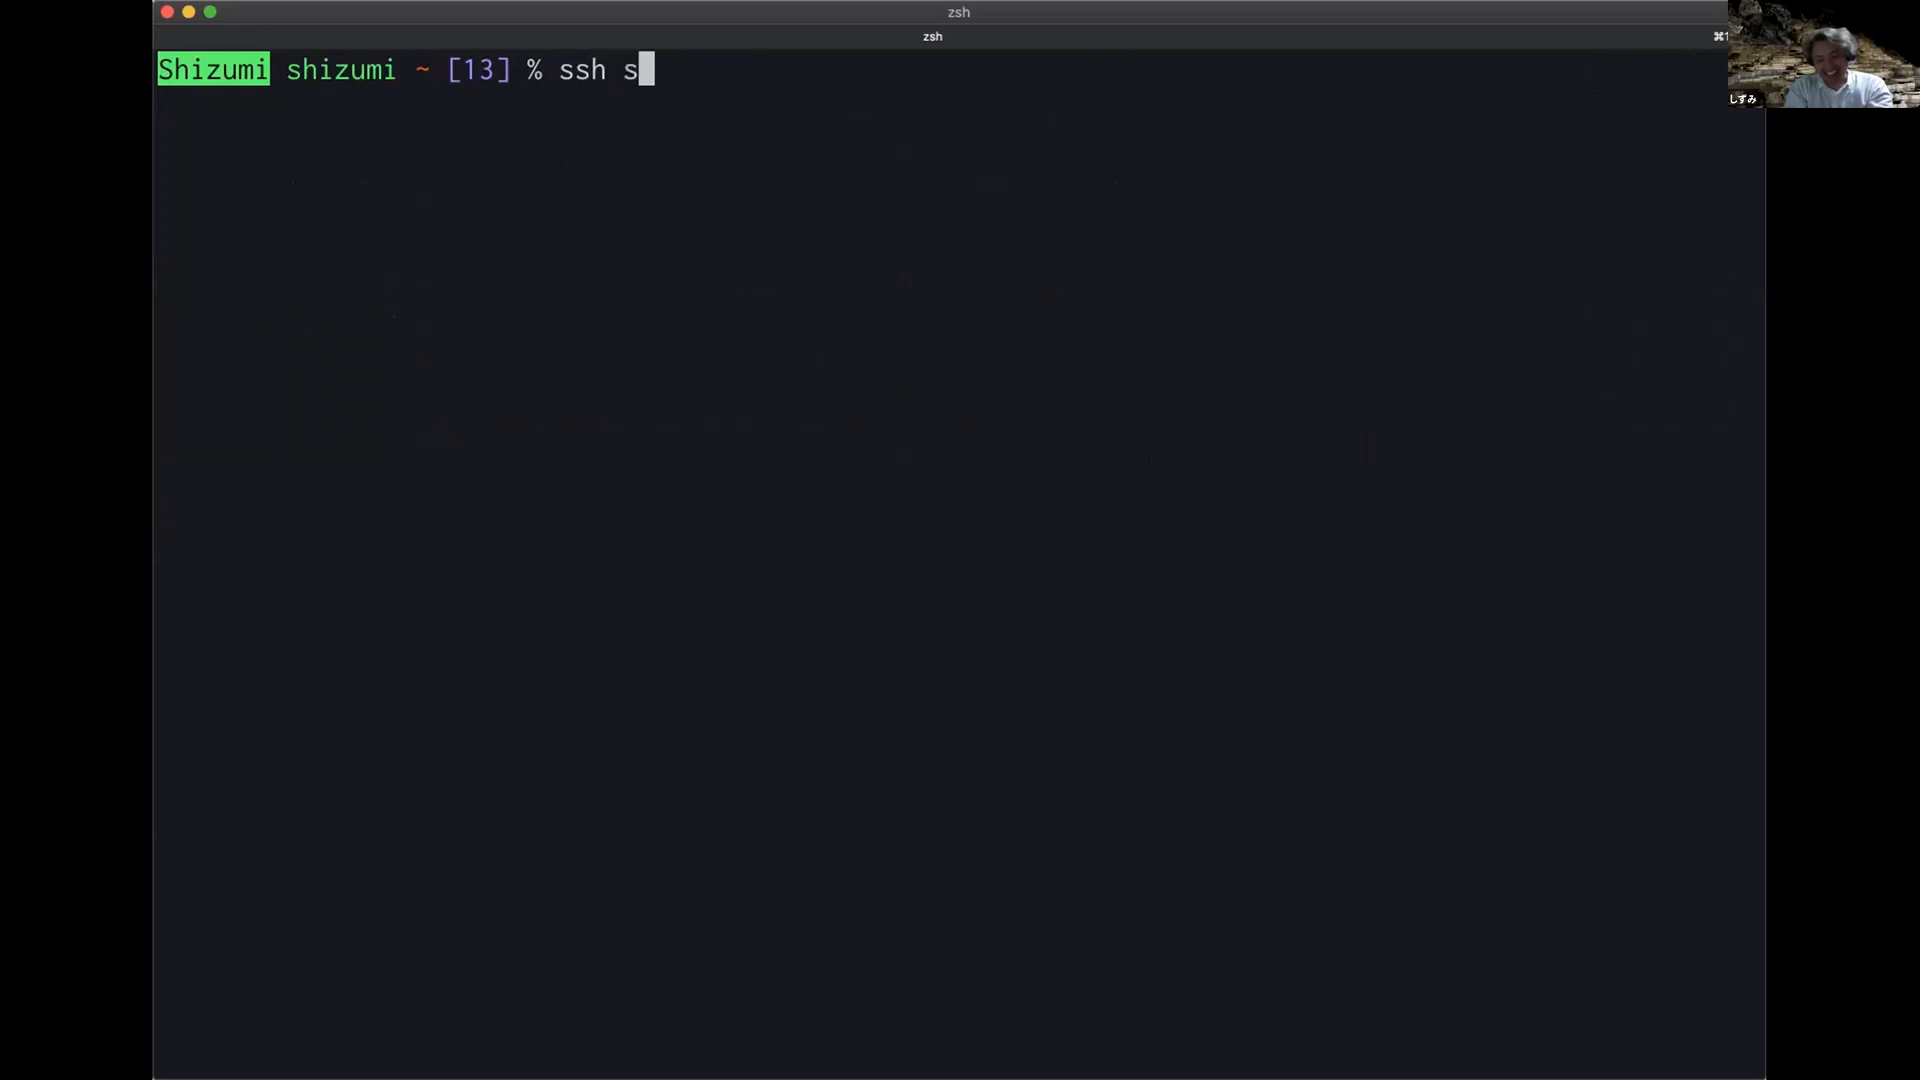 zsh
zsh
⌘1
Shizumi shizumi ~ [13] % ssh s
しずみ